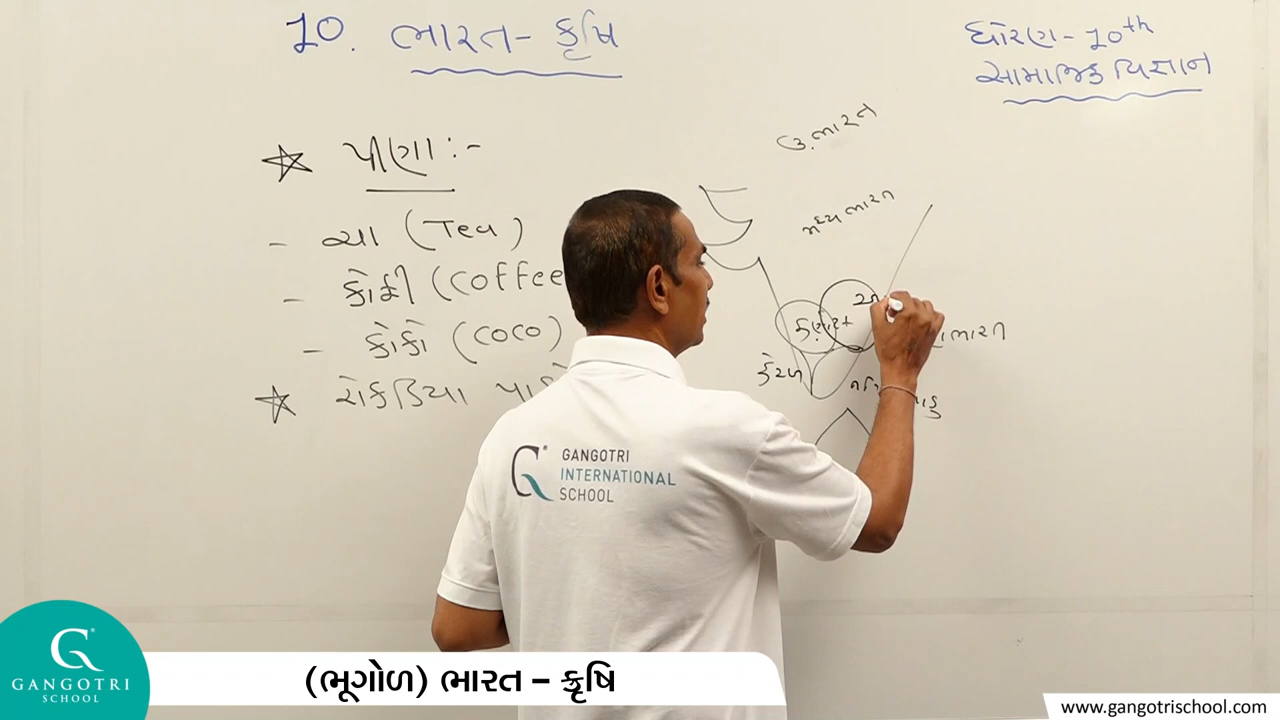 10. ભારત - કૃષિ
ધોરણ - 10th
સામાજિક વિજ્ઞાન
પીણા :-
ઉ.ભારત
મધ્ય ભારત
- ચા (Tea)
- કોફી (Coffee
- કોકો (COCO)
રોકડિયા
કર્ણાટક
કેરળ
GANGOTRI
INTERNATIONAL
SCHOOL
GANGOTRI
SCHOOL
(ભૂગોળ) ભારત – કૃષિ
www.gangotrischool.com